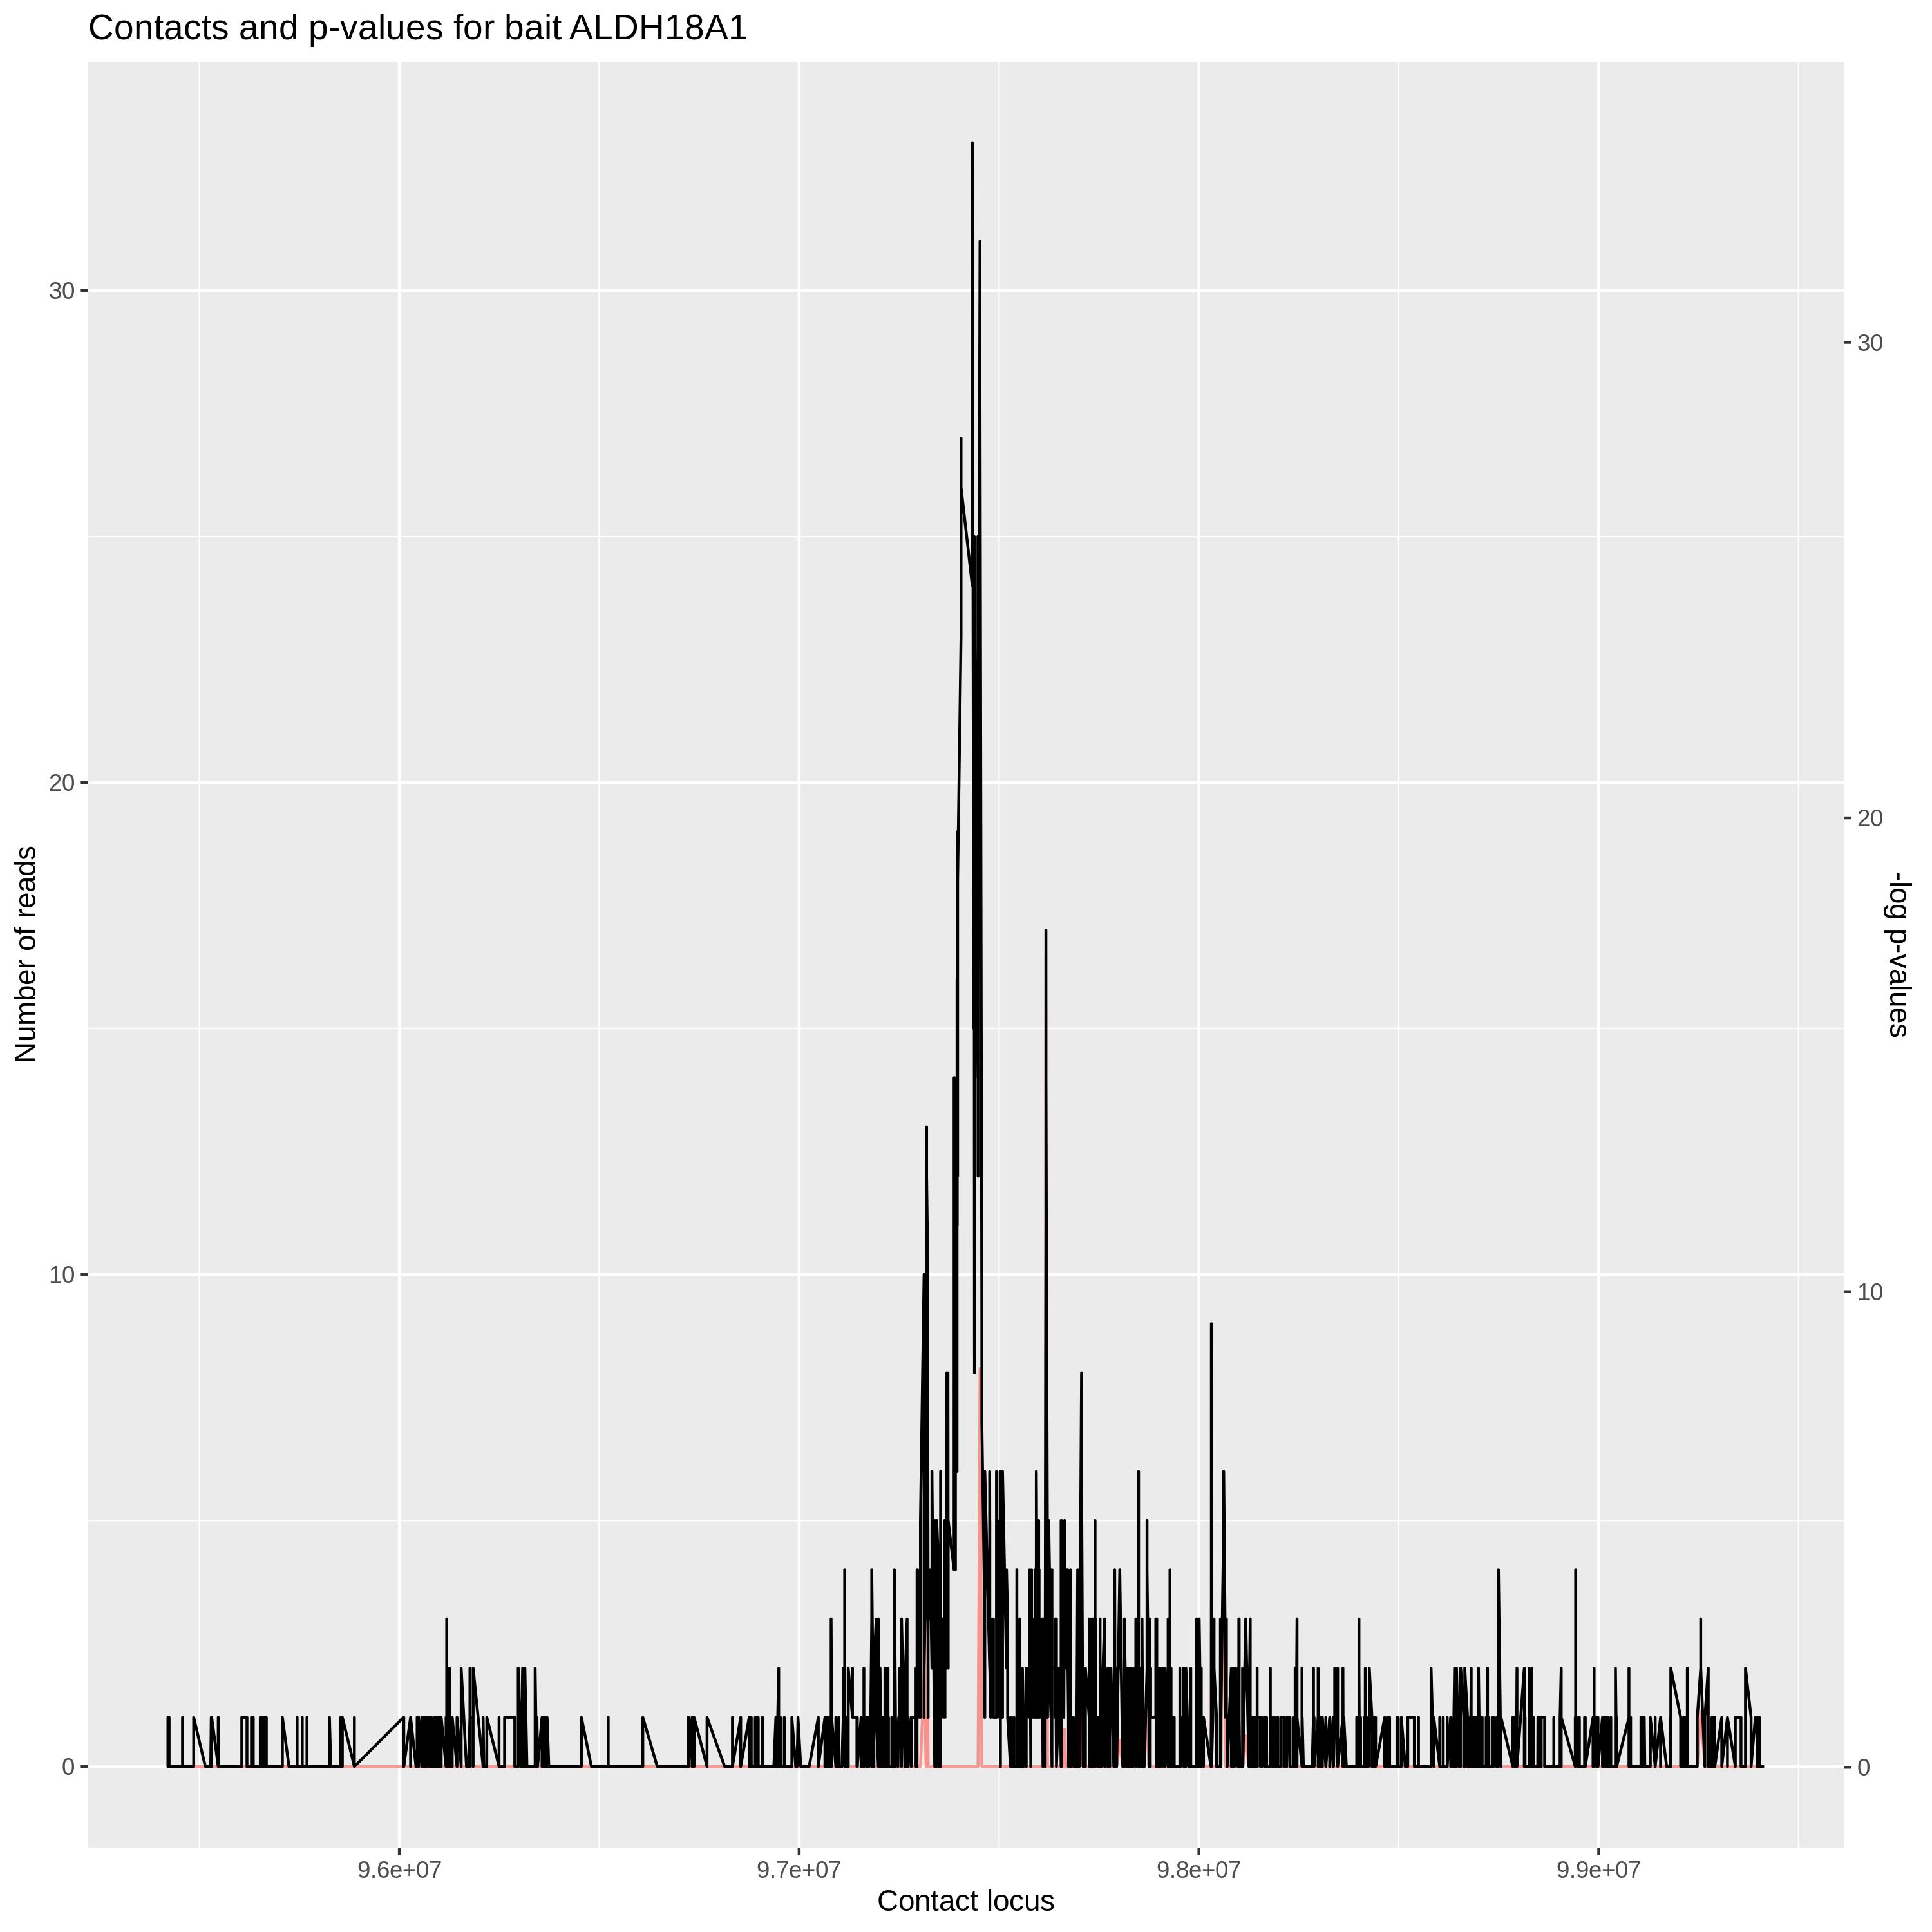 Contacts and p-values for bait ALDH18A1
30
20
10
0
Number of reads
30
20
10
0
-log p-values
9.6e+07
9.7e+07
9.8e+07
9.9e+07
Contact locus